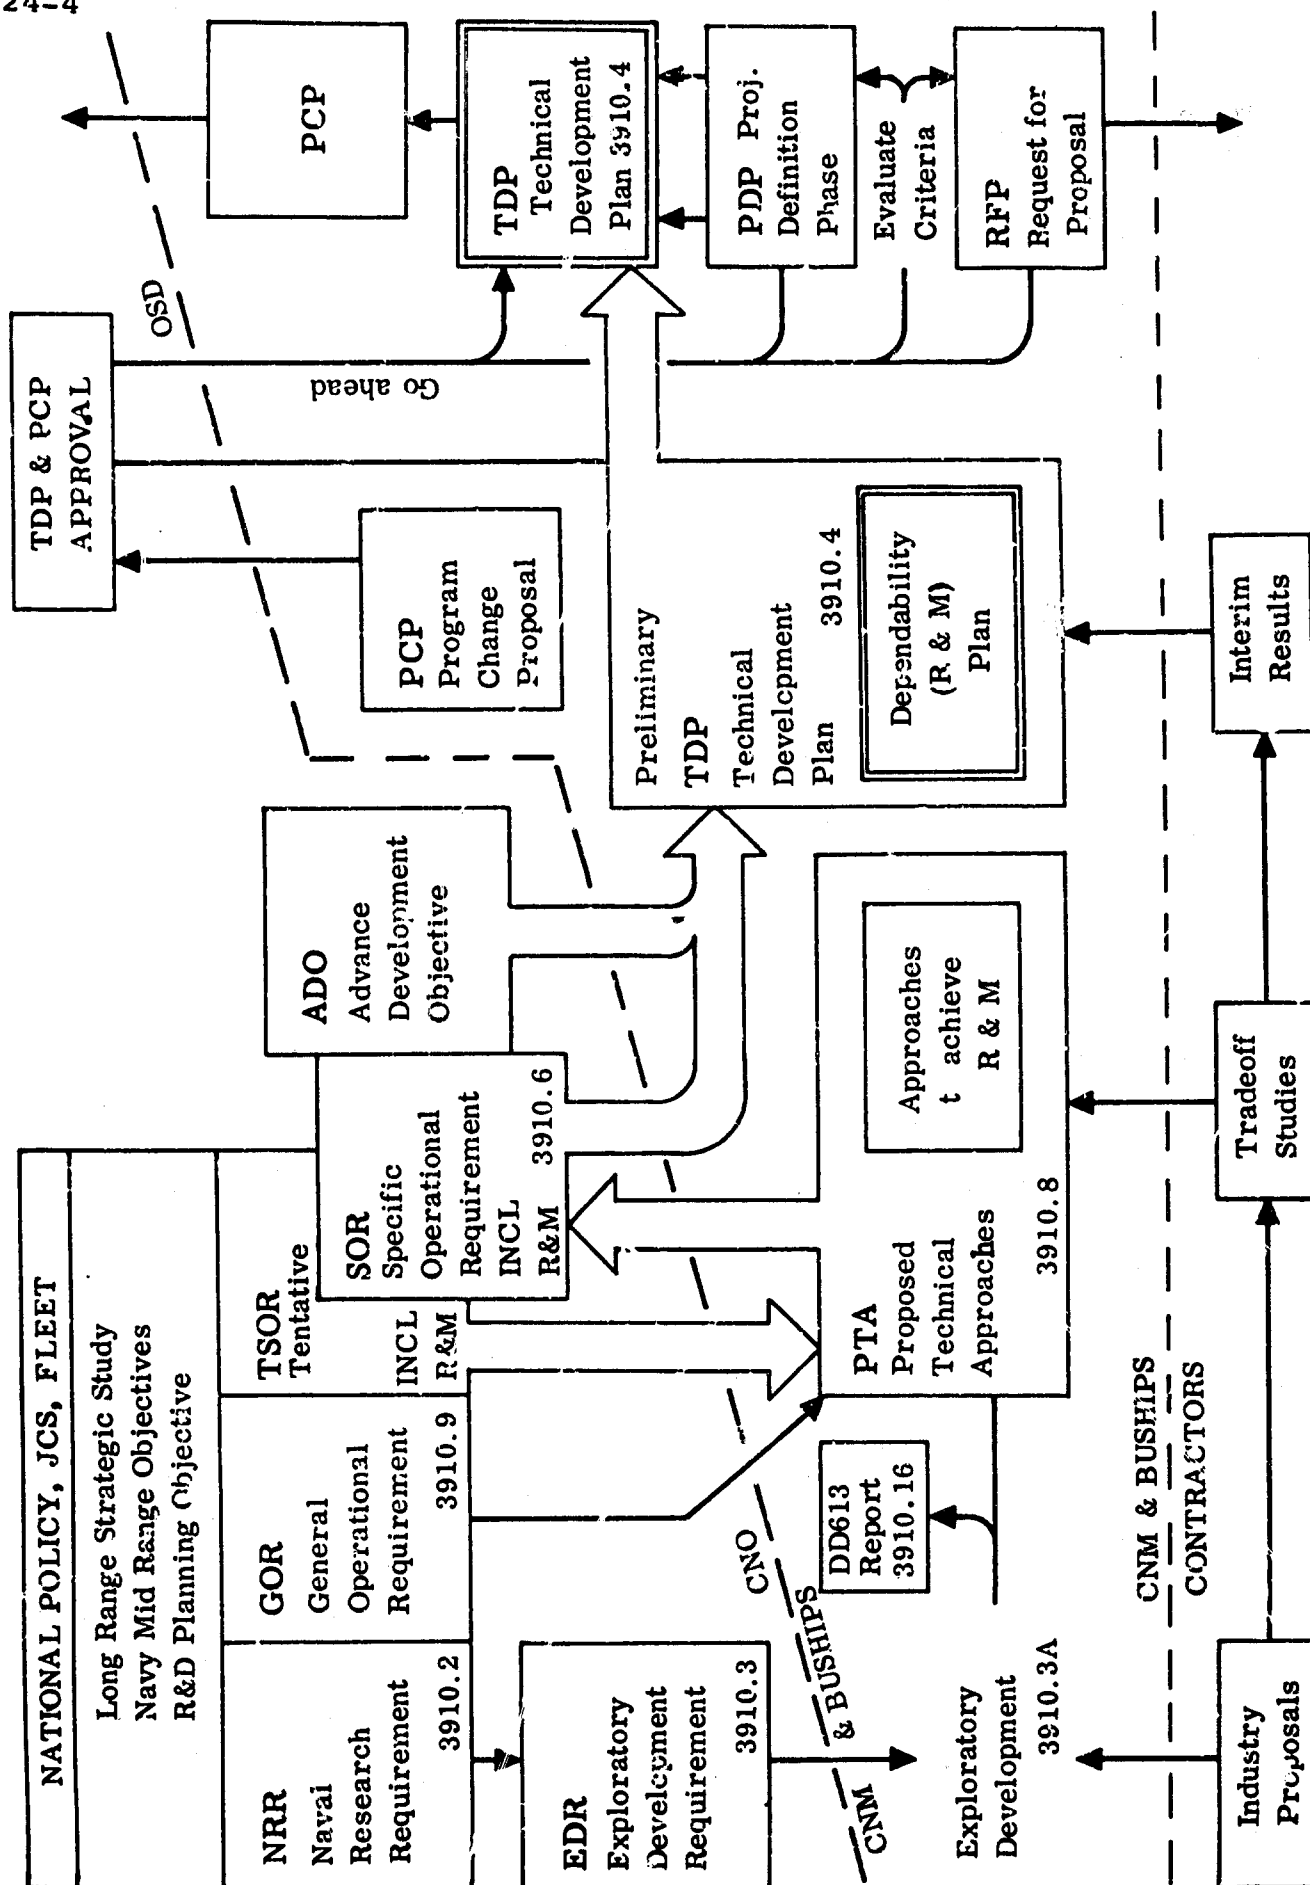 24-4
NATIONAL POLICY, JCS, FLEET
Long Range Strategic Study
Navy Mid Range Objectives
R&D Planning Objective
NRR
Naval
Research
Requirement
3910.2
GOR
General
Operational
Requirement
3910.9
TSOR
Tentative
INCL
R&M
SOR
Specific
Operational
Requirement
INCL
R&M
3910.6
ADO
Advance
Development
Objective
EDR
Exploratory
Development
Requirement
3910.3
CNO
CNM & BUSHIPS
Exploratory
Development
3910.3A
DD613
Report
3910.16
PTA
Proposed
Technical
Approaches
3910.8
Approaches
t achieve
R & M
TDP & PCP
APPROVAL
OSD
Go ahead
PCP
Program
Change
Proposal
Preliminary
TDP
Technical
Development
Plan
3910.4
Dependability
(R & M)
Plan
PCP
TDP
Technical
Development
Plan 3910.4
PDP Proj.
Definition
Phase
Evaluate
Criteria
RFP
Request for
Proposal
CNM & BUSHIPS
CONTRACTORS
Industry
Proposals
Tradeoff
Studies
Interim
Results